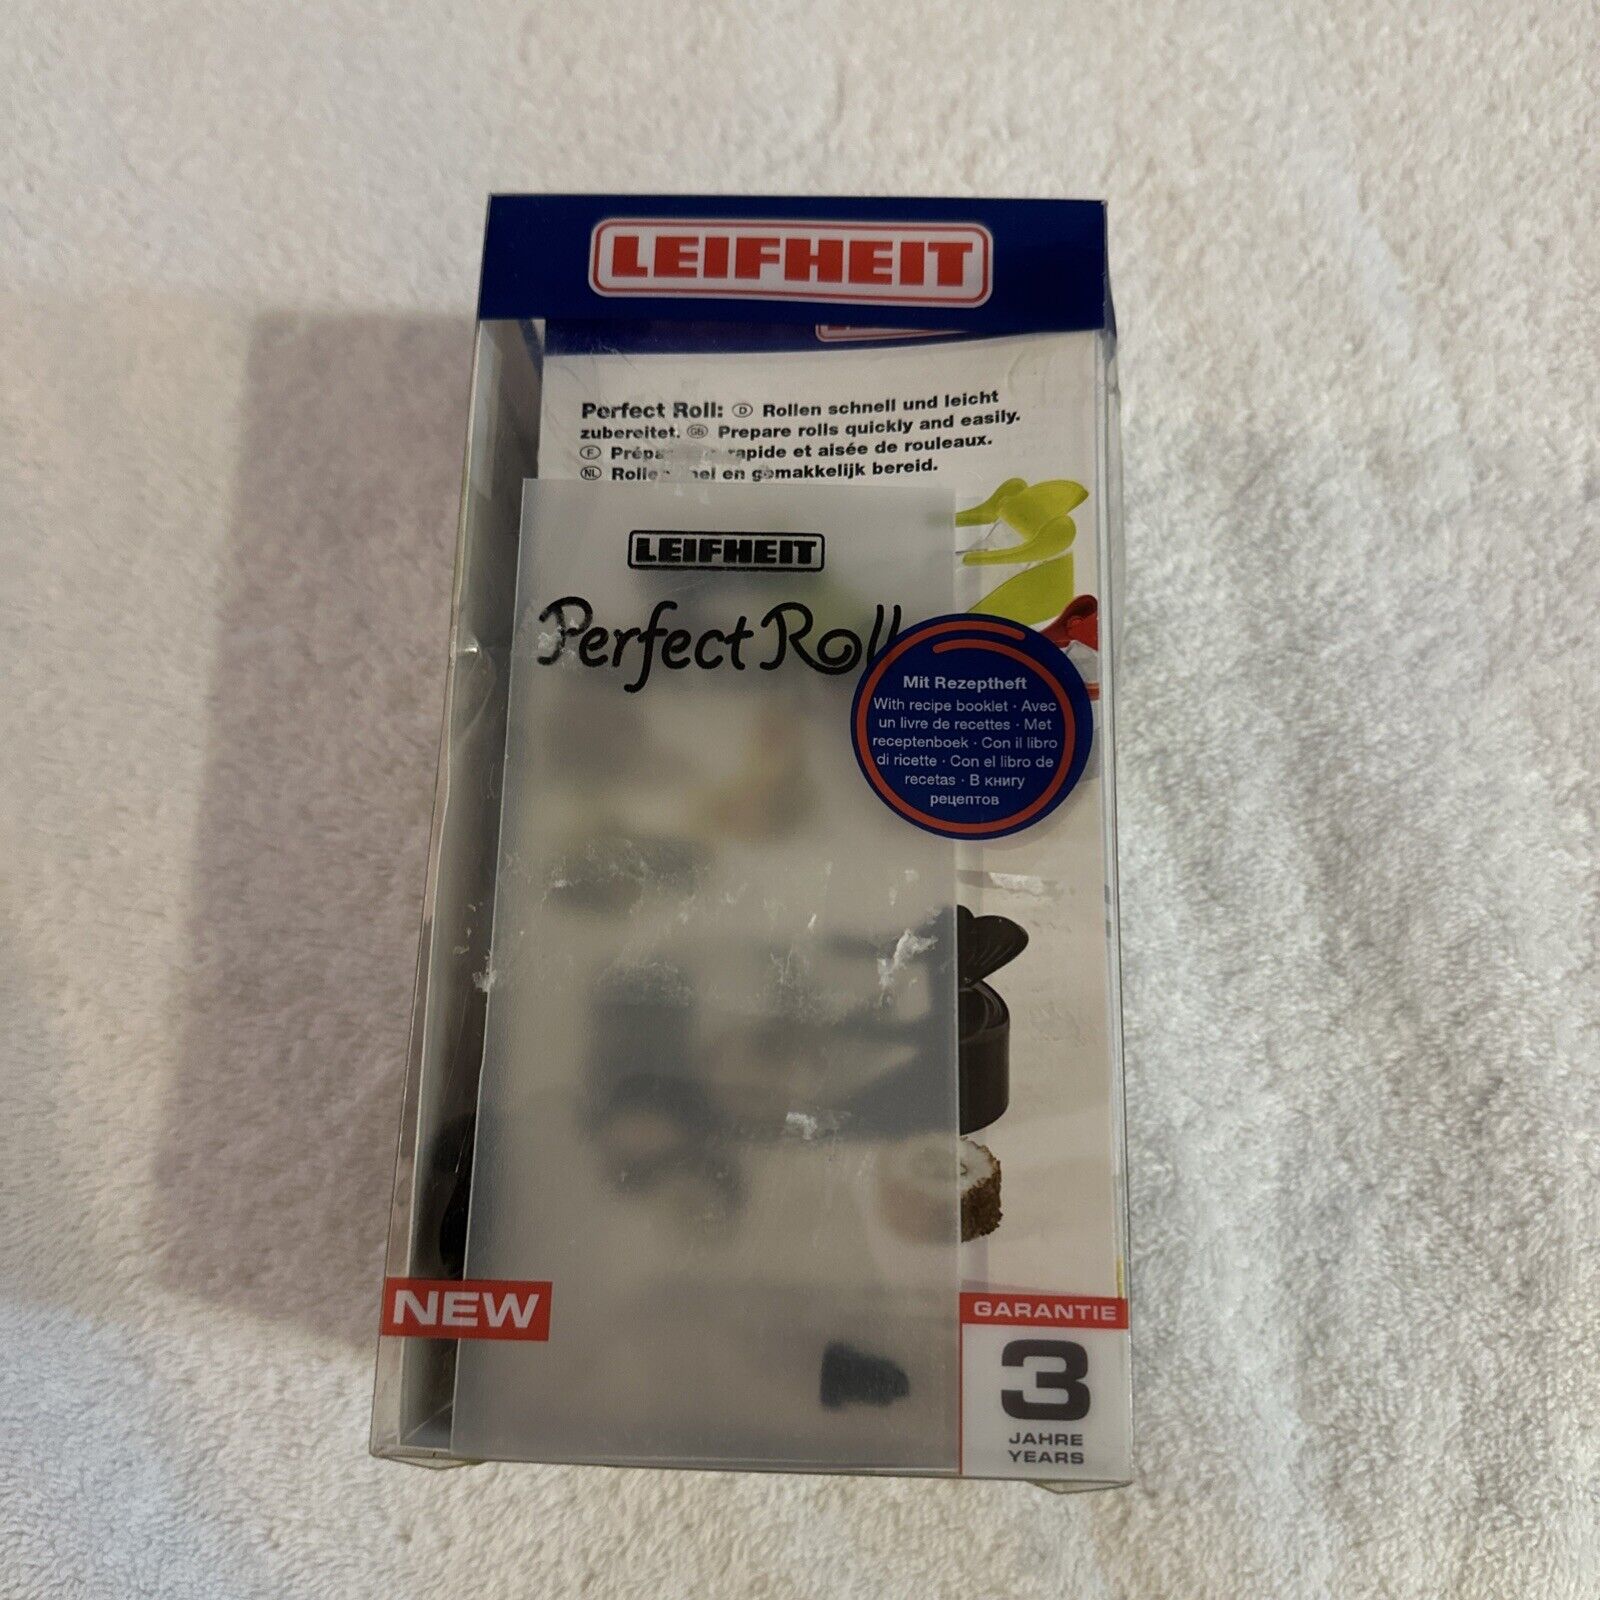 LEIFHEIT
Perfect Roll: D Rollen schnell und leicht
zubereitet. GB Prepare rolls quickly and easily.
F rapide et aisée de rouleaux.
NL en gemakkelijk bereid.
LEIFHEIT
Perfect Roll
Mit Rezeptheft
With recipe booklet · Avec
un livre de recettes · Met
receptenboek · Con il libro
di ricette · Con el libro de
recetas · В книгу
рецептов
NEW
GARANTIE
3
JAHRE
YEARS